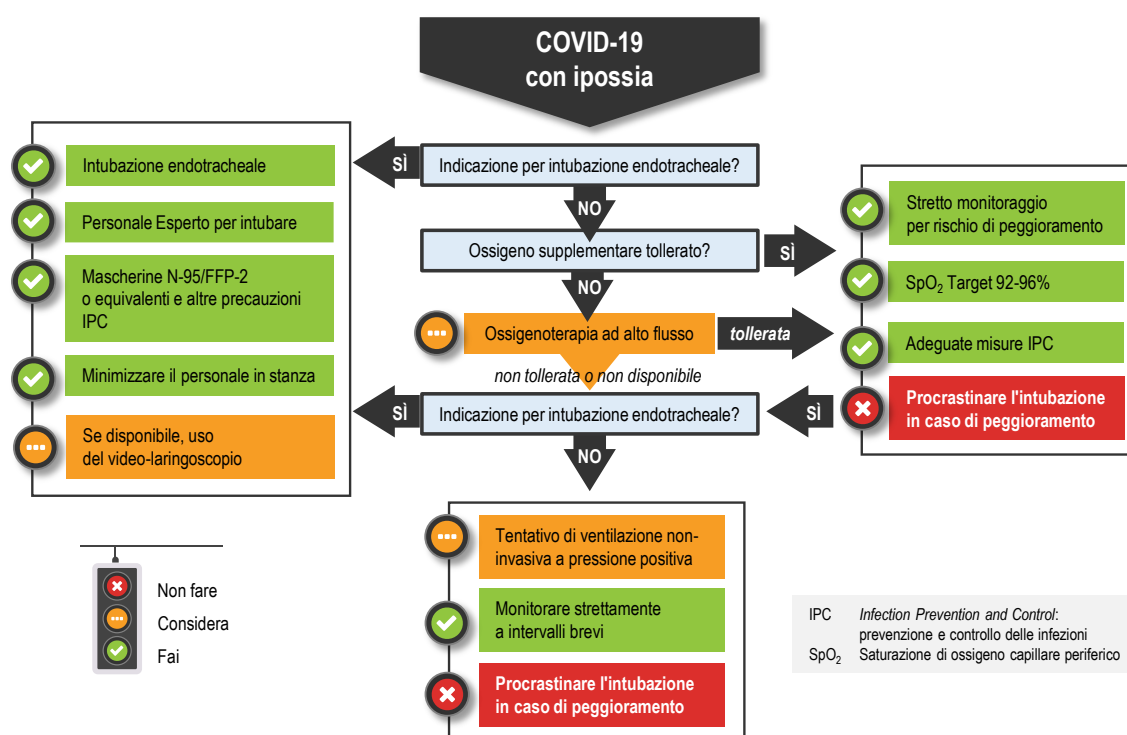 COVID-19
con ipossia
Indicazione per intubazione endotracheale?
SÌ
NO
Intubazione endotracheale
Personale Esperto per intubare
Mascherine N-95/FFP-2
o equivalenti e altre precauzioni
IPC
Minimizzare il personale in stanza
Se disponibile, uso
del video-laringoscopio
Ossigeno supplementare tollerato?
SÌ
NO
Stretto monitoraggio
per rischio di peggioramento
SpO₂ Target 92-96%
Adeguate misure IPC
Procrastinare l'intubazione
in caso di peggioramento
Ossigenoterapia ad alto flusso
tollerata
non tollerata o non disponibile
Indicazione per intubazione endotracheale?
SÌ
SÌ
NO
Tentativo di ventilazione non-
invasiva a pressione positiva
Monitorare strettamente
a intervalli brevi
Procrastinare l'intubazione
in caso di peggioramento
Non fare
Considera
Fai
IPC Infection Prevention and Control:
prevenzione e controllo delle infezioni
SpO₂ Saturazione di ossigeno capillare periferico